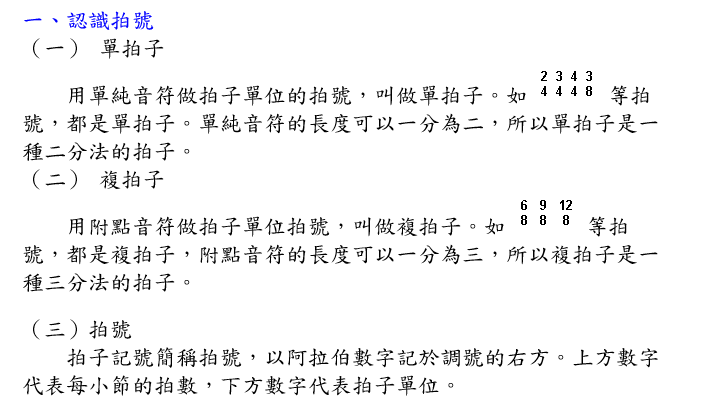 一、認識拍號
（一） 單拍子
2 3 4 3
用單純音符做拍子單位的拍號，叫做單拍子。如 4 4 4 8 等拍
號，都是單拍子。單純音符的長度可以一分為二，所以單拍子是一
種二分法的拍子。
（二） 複拍子
6 9 12
用附點音符做拍子單位拍號，叫做複拍子。如 8 8 8 等拍
號，都是複拍子，附點音符的長度可以一分為三，所以複拍子是一
種三分法的拍子。
（三）拍號
拍子記號簡稱拍號，以阿拉伯數字記於調號的右方。上方數字
代表每小節的拍數，下方數字代表拍子單位。